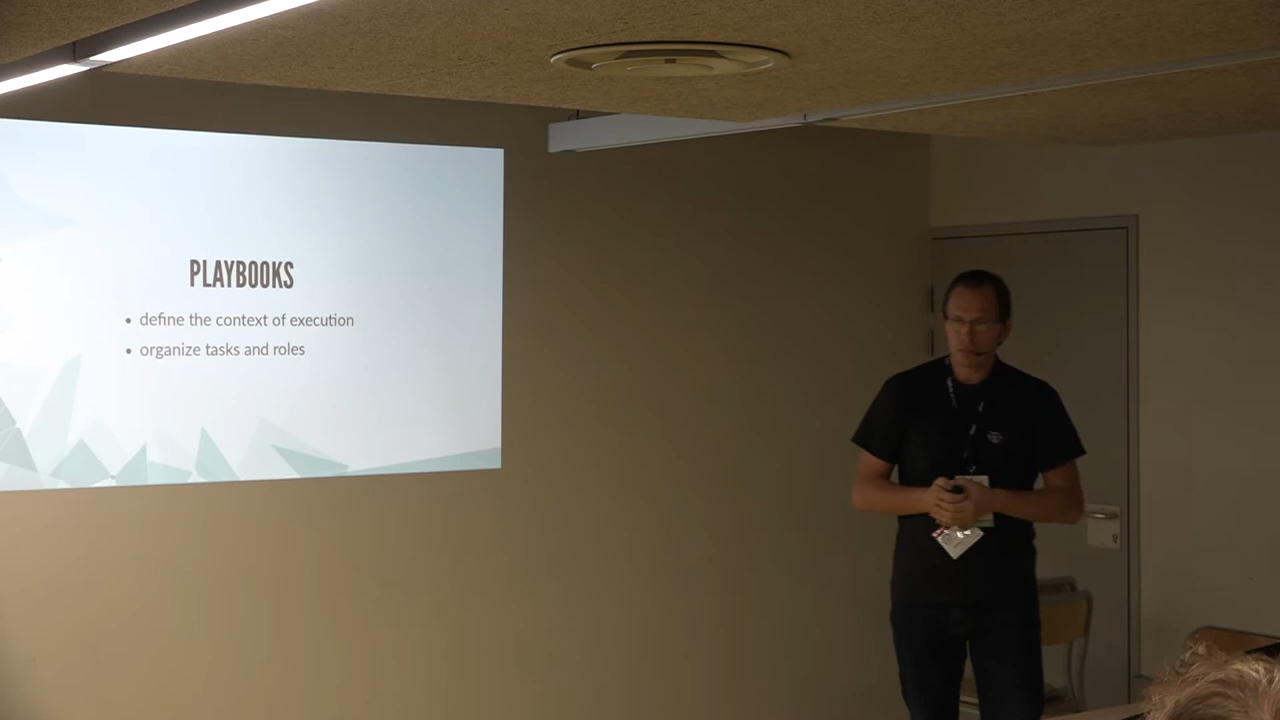 PLAYBOOKS
• define the context of execution
• organize tasks and roles